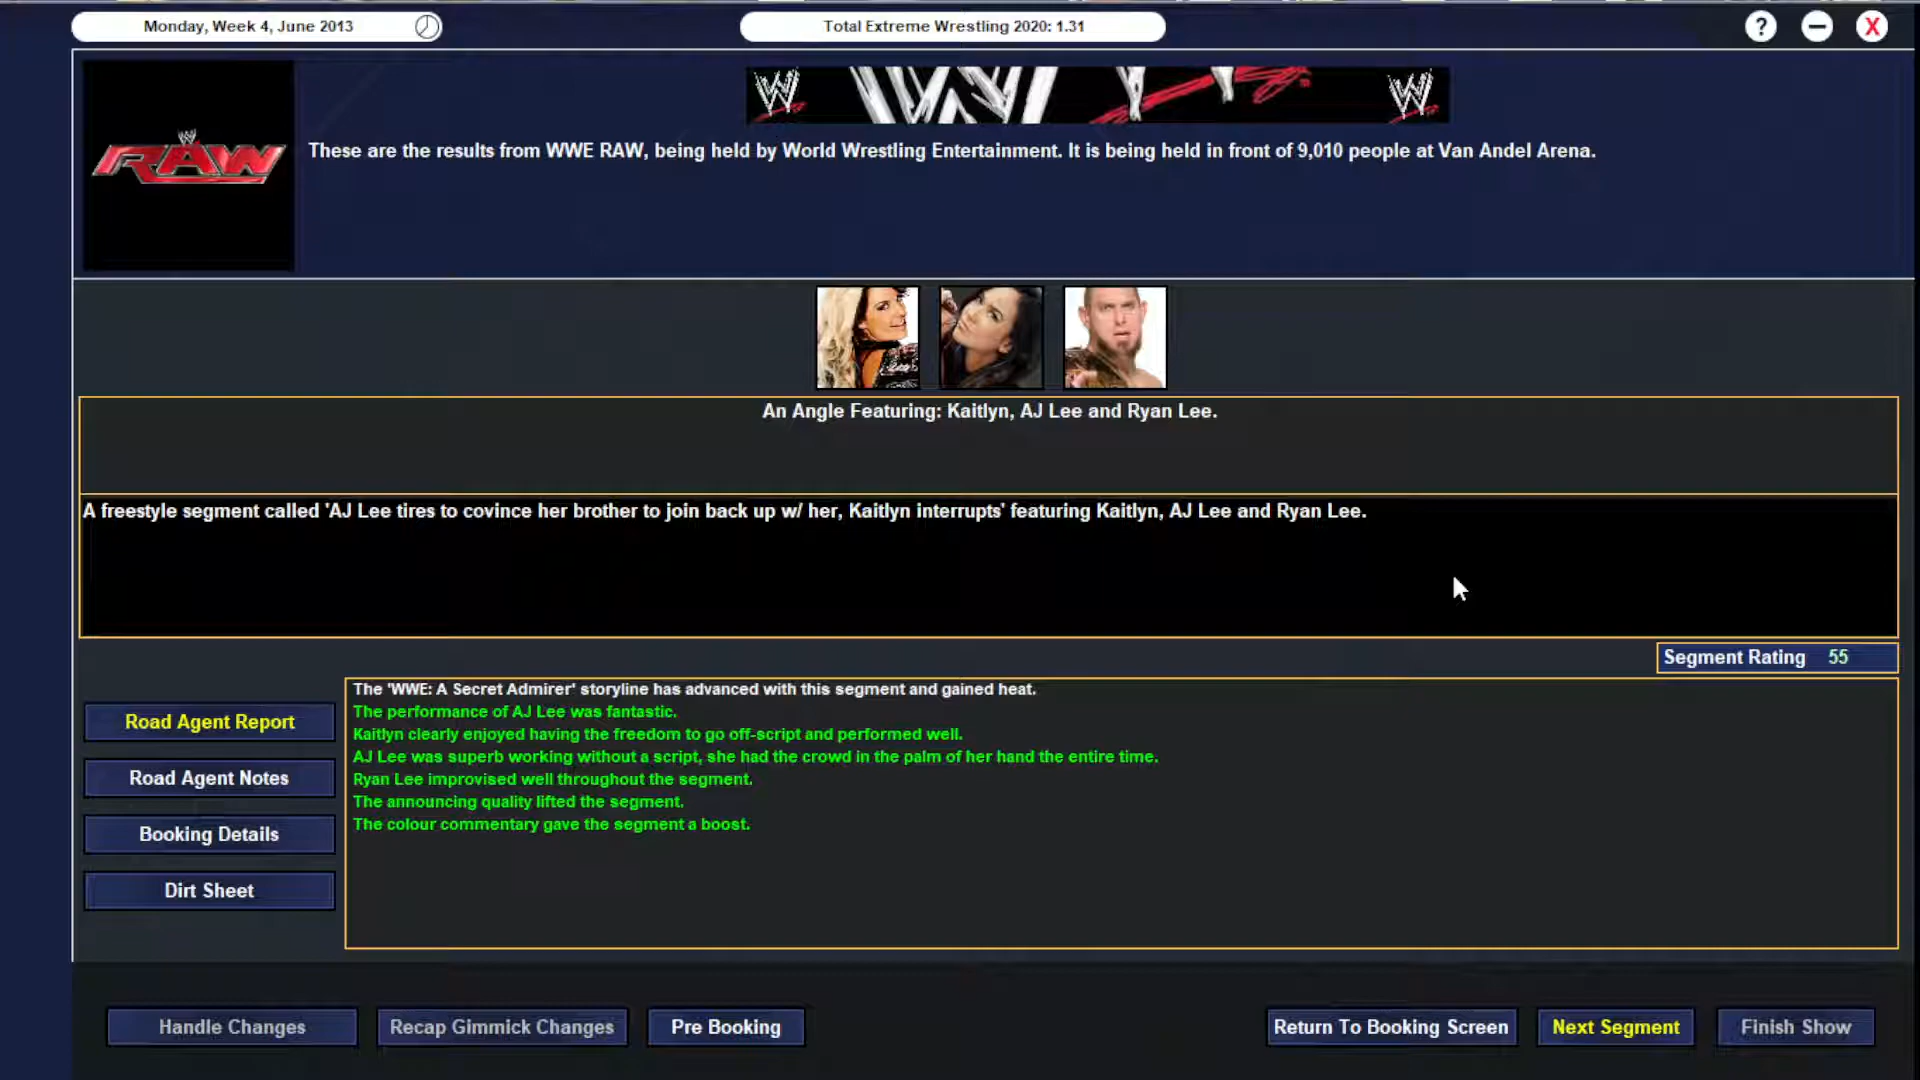 Monday, Week 4, June 2013
Total Extreme Wrestling 2020: 1.31
?
X
W
W
W
RAW
These are the results from WWE RAW, being held by World Wrestling Entertainment. It is being held in front of 9,010 people at Van Andel Arena.
An Angle Featuring: Kaitlyn, AJ Lee and Ryan Lee.
A freestyle segment called 'AJ Lee tires to covince her brother to join back up w/ her, Kaitlyn interrupts' featuring Kaitlyn, AJ Lee and Ryan Lee.
Segment Rating 55
The 'WWE: A Secret Admirer' storyline has advanced with this segment and gained heat.
The performance of AJ Lee was fantastic.
Kaitlyn clearly enjoyed having the freedom to go off-script and performed well.
AJ Lee was superb working without a script, she had the crowd in the palm of her hand the entire time.
Ryan Lee improvised well throughout the segment.
The announcing quality lifted the segment.
The colour commentary gave the segment a boost.
Road Agent Report
Road Agent Notes
Booking Details
Dirt Sheet
Handle Changes
Recap Gimmick Changes
Pre Booking
Return To Booking Screen
Next Segment
Finish Show